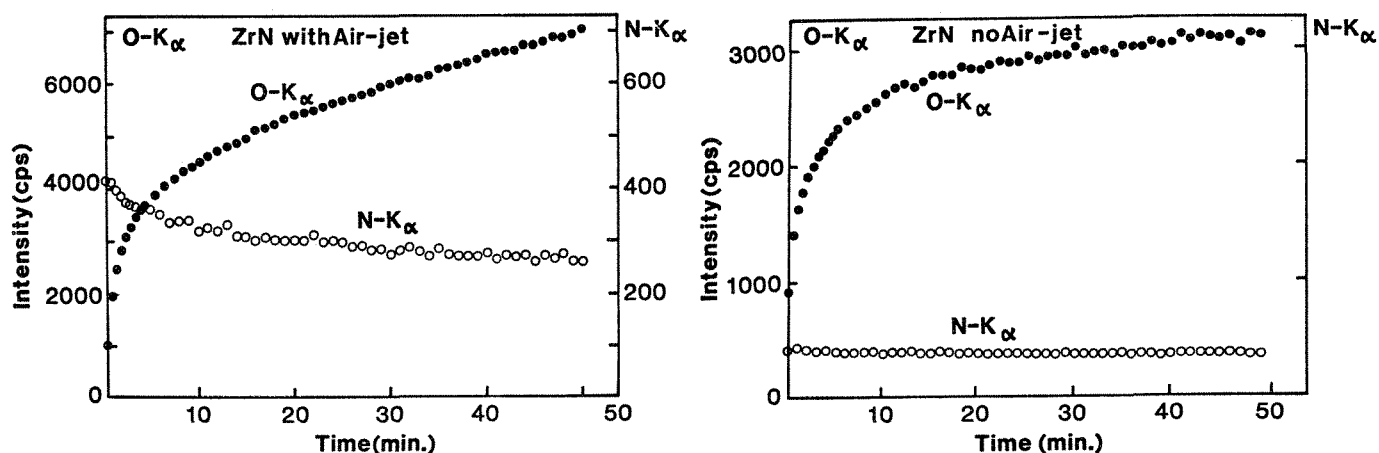 O-Kα ZrN with Air-jet N-Kα
6000
600
O-Kα
4000
400
N-Kα
2000
200
0
10 20 30 40 50
Intensity(cps)
Time(min.)
O-Kα ZrN no Air-jet N-Kα
3000
O-Kα
2000
1000
N-Kα
0
10 20 30 40 50
Intensity(cps)
Time (min.)